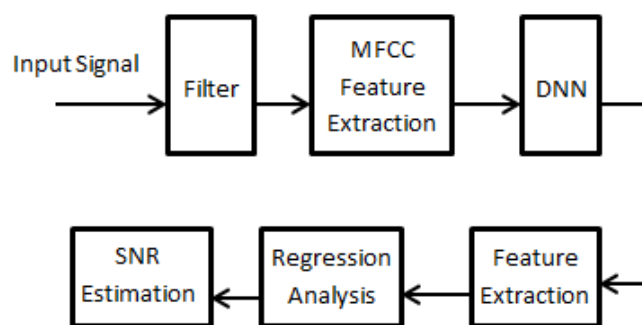 Input Signal
Filter
MFCC
Feature
Extraction
DNN
SNR
Estimation
Regression
Analysis
Feature
Extraction